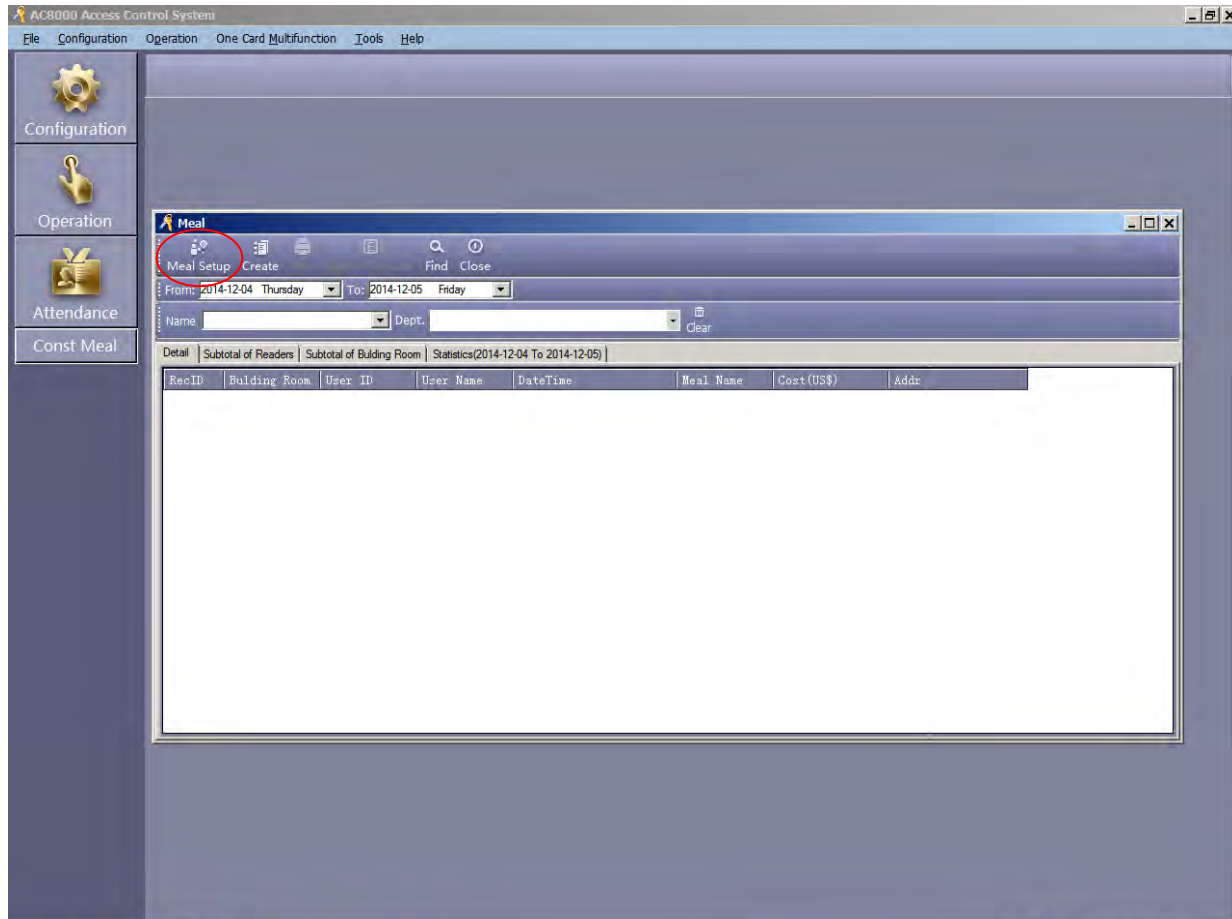 AC8000 Access Control System
File Configuration Operation One Card Multifunction Tools Help
Configuration
Operation
Attendance
Const Meal
Meal
Meal Setup Create Find Close
From: 2014-12-04 Thursday To: 2014-12-05 Friday
Name Dept. Clear
Detail Subtotal of Readers Subtotal of Bulding Room Statistics(2014-12-04 To 2014-12-05)
RecID Bulding Room User ID User Name DateTime Meal Name Cost(US$) Addr